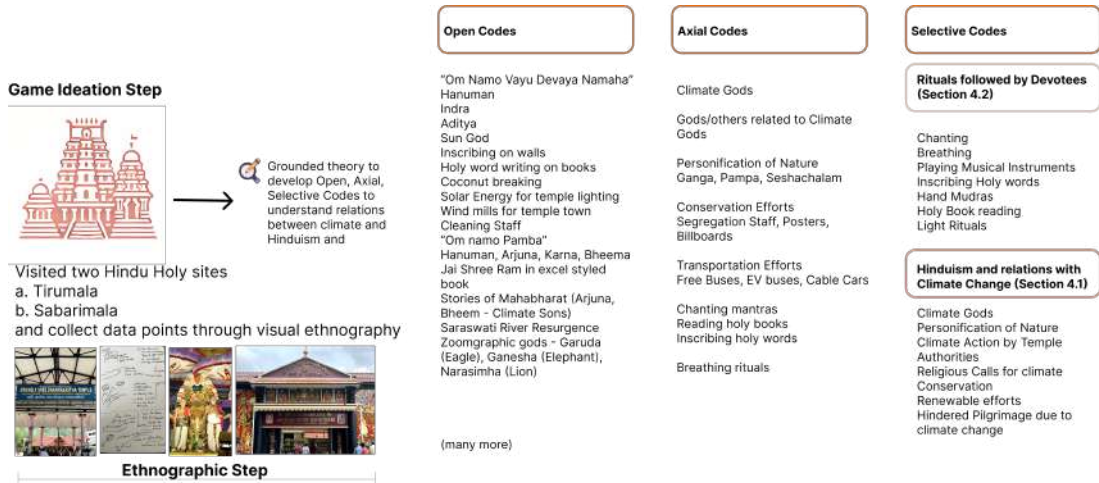 Game Ideation Step
Grounded theory to
develop Open, Axial,
Selective Codes to
understand relations
between climate and
Hinduism and
Visited two Hindu Holy sites
a. Tirumala
b. Sabarimala
and collect data points through visual ethnography
Ethnographic Step
Open Codes
"Om Namo Vayu Devaya Namaha"
Hanuman
Indra
Aditya
Sun God
Inscribing on walls
Holy word writing on books
Coconut breaking
Solar Energy for temple lighting
Wind mills for temple town
Cleaning Staff
"Om namo Pamba"
Hanuman, Arjuna, Karna, Bheema
Jai Shree Ram in excel styled
book
Stories of Mahabharat (Arjuna,
Bheem - Climate Sons)
Saraswati River Resurgence
Zoomgraphic gods - Garuda
(Eagle), Ganesha (Elephant),
Narasimha (Lion)
(many more)
Axial Codes
Climate Gods
Gods/others related to Climate
Gods
Personification of Nature
Ganga, Pampa, Seshachalam
Conservation Efforts
Segregation Staff, Posters,
Billboards
Transportation Efforts
Free Buses, EV buses, Cable Cars
Chanting mantras
Reading holy books
Inscribing holy words
Breathing rituals
Selective Codes
Rituals followed by Devotees
(Section 4.2)
Chanting
Breathing
Playing Musical Instruments
Inscribing Holy words
Hand Mudras
Holy Book reading
Light Rituals
Hinduism and relations with
Climate Change (Section 4.1)
Climate Gods
Personification of Nature
Climate Action by Temple
Authorities
Religious Calls for climate
Conservation
Renewable efforts
Hindered Pilgrimage due to
climate change